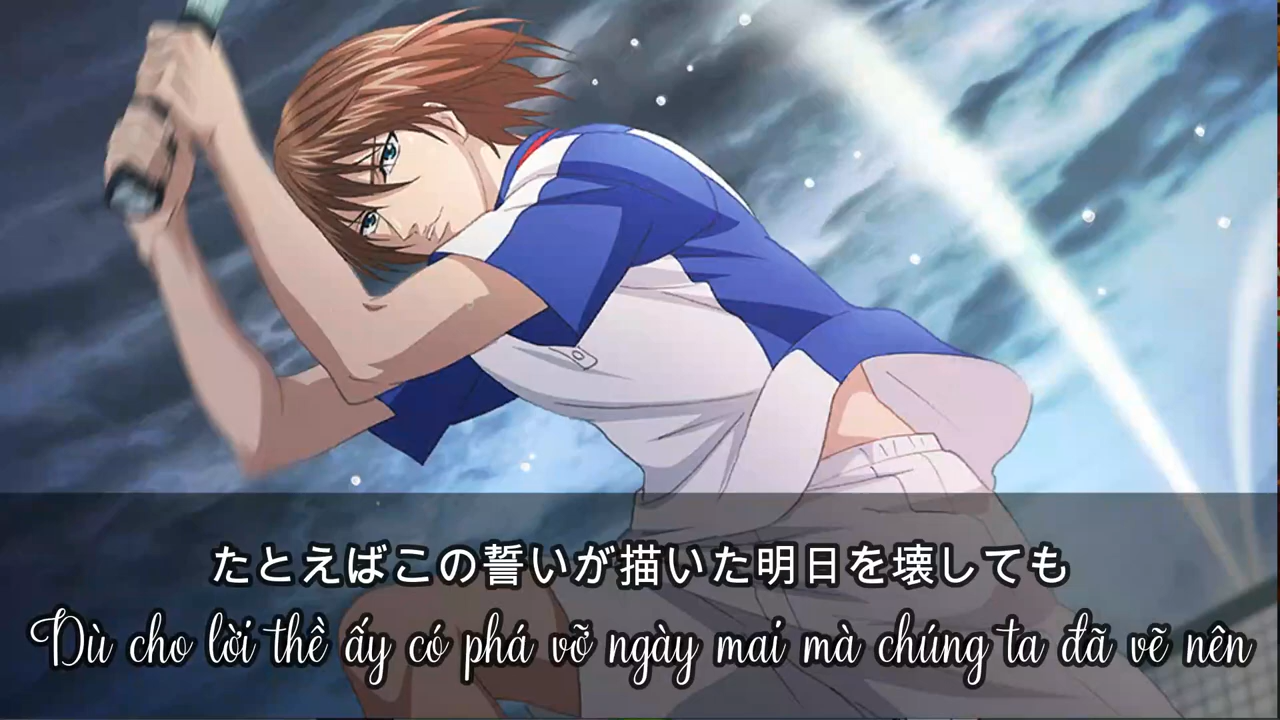 たとえばこの誓いが描いた明日を壊しても
Dù cho lời thề ấy có phá vỡ ngày mai mà chúng ta đã vẽ nên